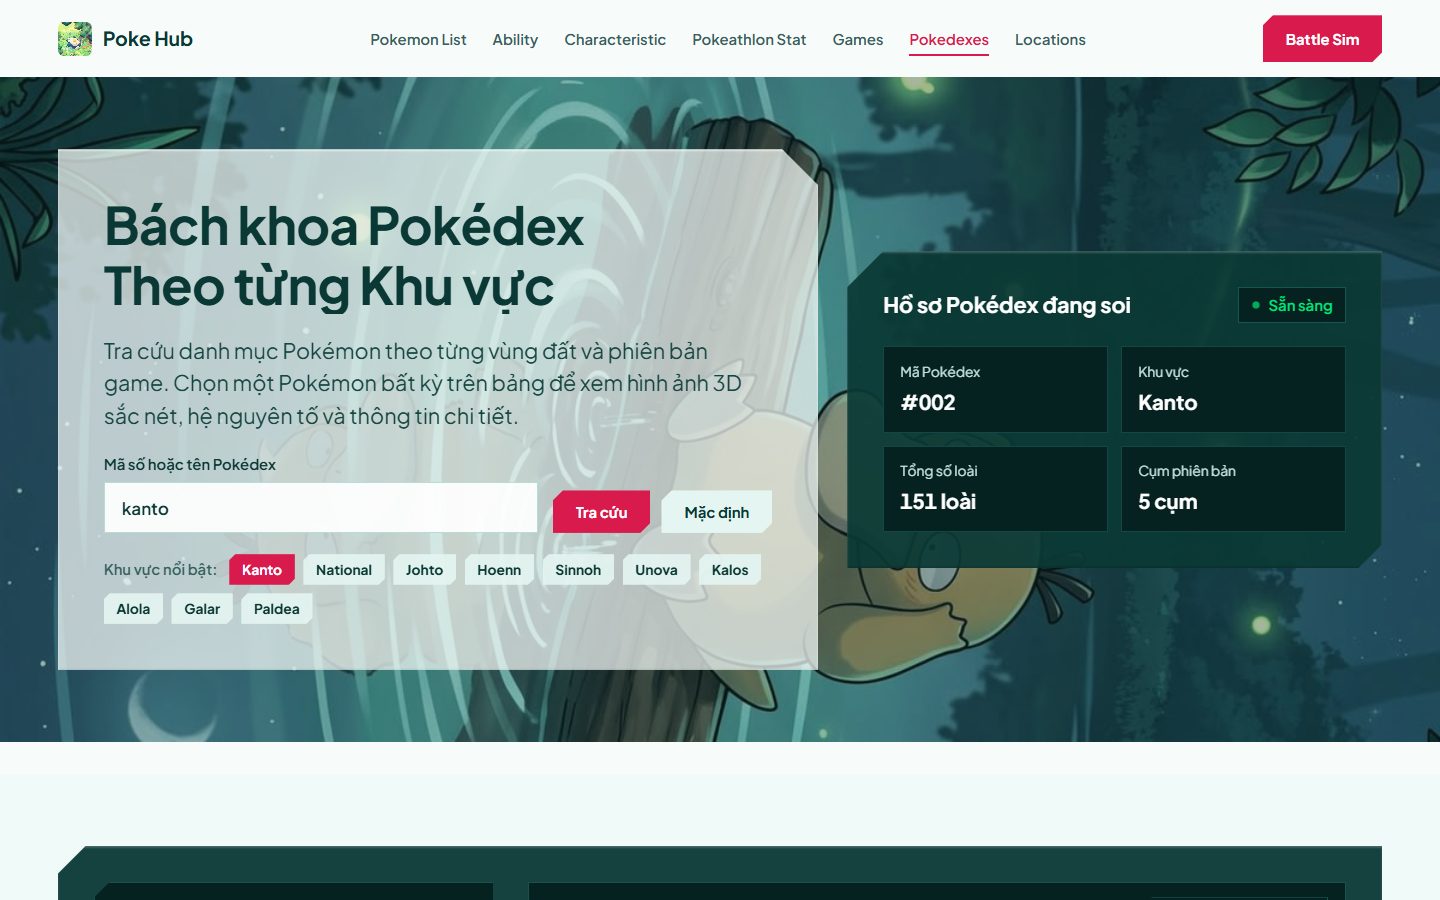 Poke Hub
Pokemon List
Ability
Characteristic
Pokeathlon Stat
Games
Pokedexes
Locations
Battle Sim
Bách khoa Pokédex
Theo từng Khu vực
Tra cứu danh mục Pokémon theo từng vùng đất và phiên bản
game. Chọn một Pokémon bất kỳ trên bảng để xem hình ảnh 3D
sắc nét, hệ nguyên tố và thông tin chi tiết.
Mã số hoặc tên Pokédex
kanto
Tra cứu
Mặc định
Khu vực nổi bật:
Kanto
National
Johto
Hoenn
Sinnoh
Unova
Kalos
Alola
Galar
Paldea
Hồ sơ Pokédex đang soi
Sẵn sàng
Mã Pokédex
#002
Khu vực
Kanto
Tổng số loài
151 loài
Cụm phiên bản
5 cụm